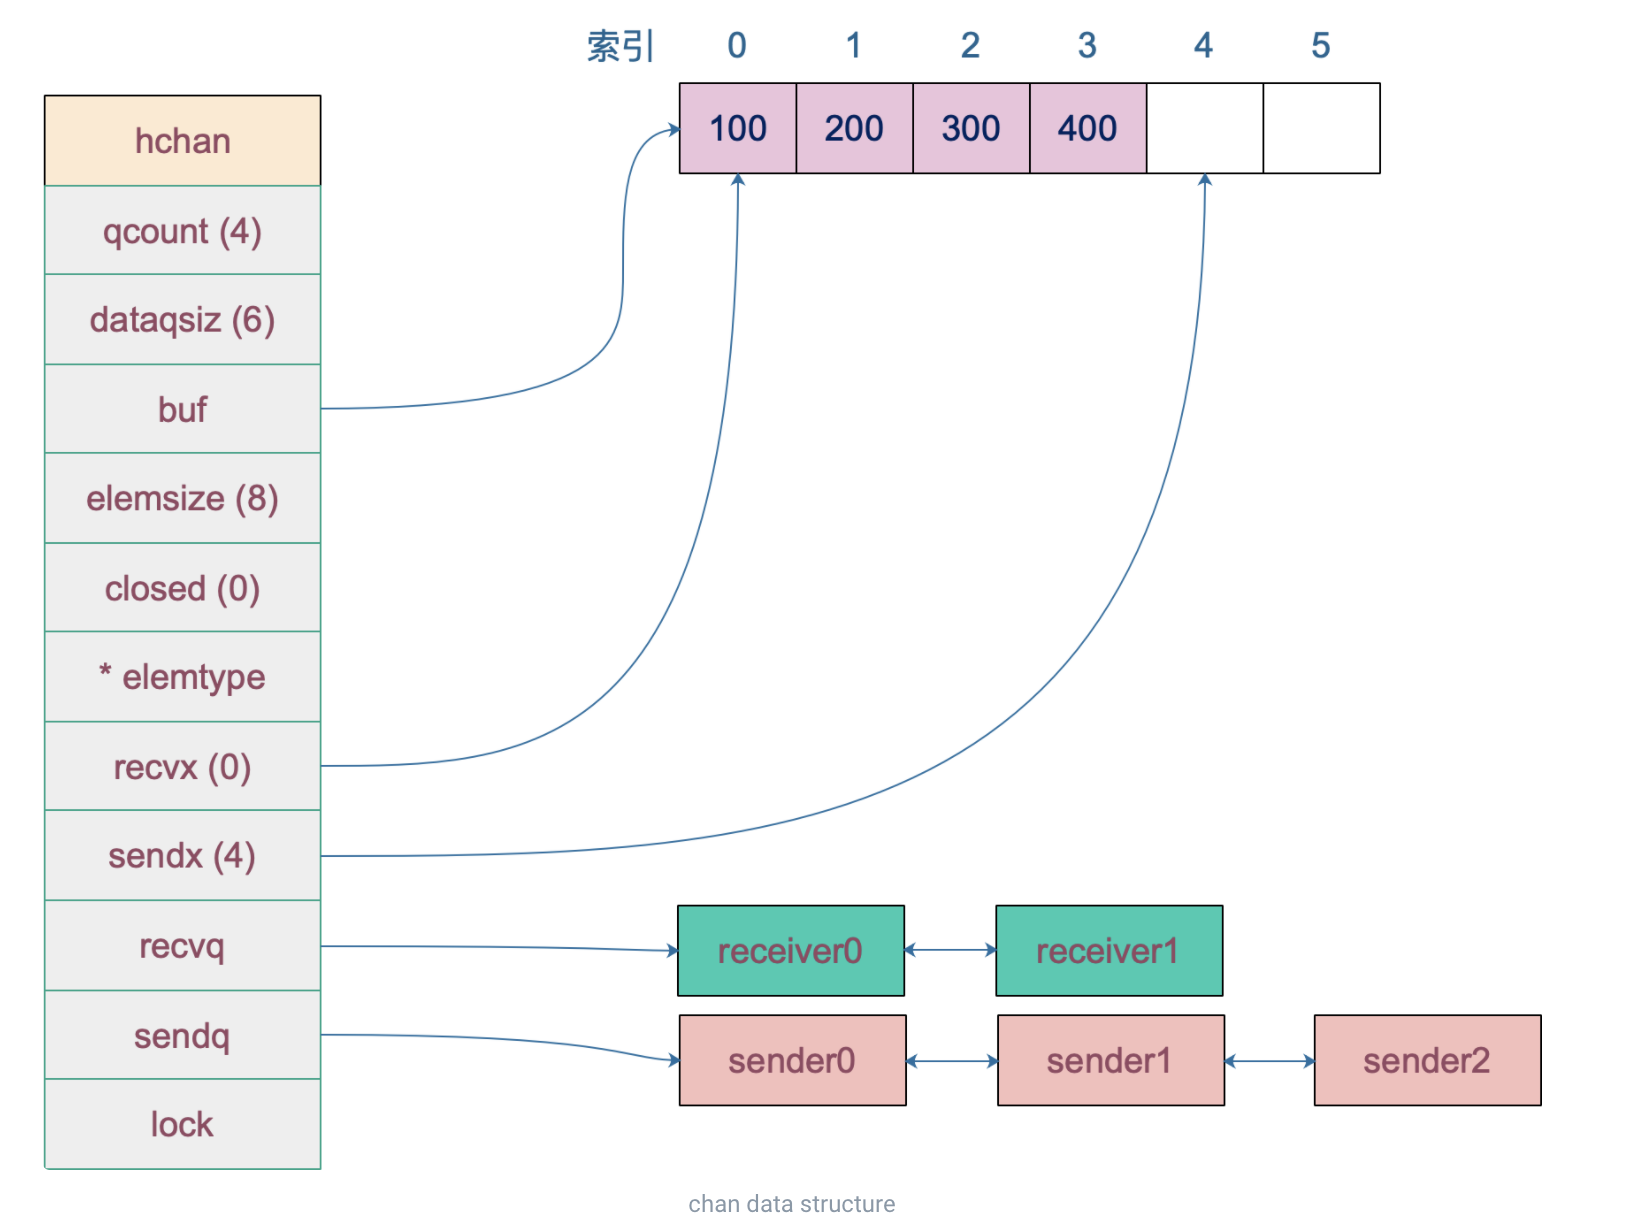 索引 0 1 2 3 4 5
100 200 300 400
hchan
qcount (4)
dataqsiz (6)
buf
elemsize (8)
closed (0)
* elemtype
recvx (0)
sendx (4)
recvq
receiver0 receiver1
sendq
sender0 sender1 sender2
lock
chan data structure